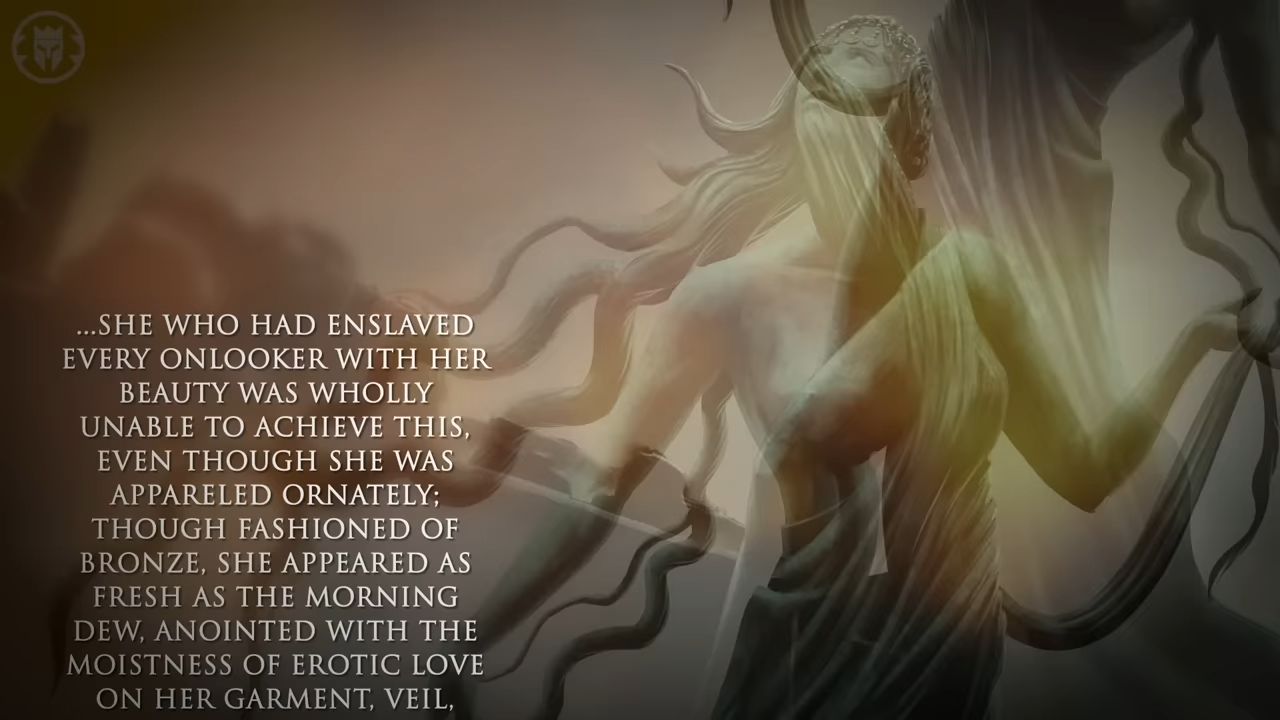 ...SHE WHO HAD ENSLAVED
EVERY ONLOOKER WITH HER
BEAUTY WAS WHOLLY
UNABLE TO ACHIEVE THIS,
EVEN THOUGH SHE WAS
APPARELED ORNATELY;
THOUGH FASHIONED OF
BRONZE, SHE APPEARED AS
FRESH AS THE MORNING
DEW, ANOINTED WITH THE
MOISTNESS OF EROTIC LOVE
ON HER GARMENT, VEIL,